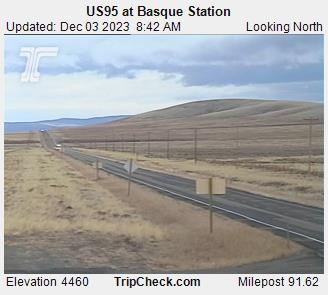 US95 at Basque Station
Updated: Dec 03 2023 8:42 AM Looking North
Elevation 4460 TripCheck.com Milepost 91.62